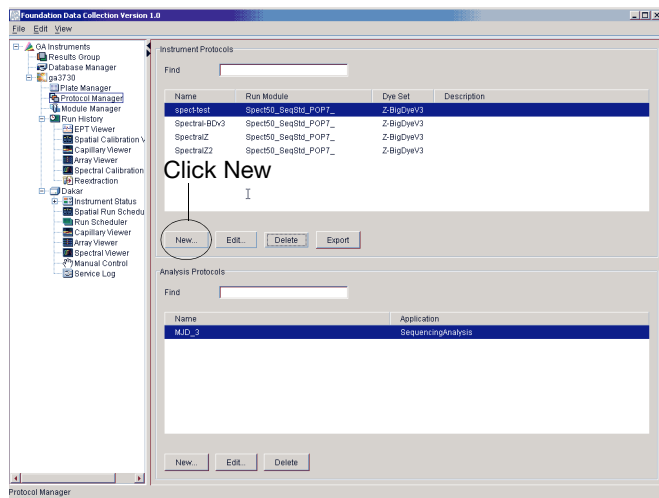 Foundation Data Collection Version 1.0
File Edit View
GA Instruments
Results Group
Database Manager
ga3730
Plate Manager
Protocol Manager
Module Manager
Run History
EPT Viewer
Spatial Calibration V
Capillary Viewer
Array Viewer
Spectral Calibration
Reextraction
Dakar
Instrument Status
Spatial Run Schedu
Run Scheduler
Capillary Viewer
Array Viewer
Spectral Viewer
Manual Control
Service Log
Instrument Protocols
Find
Name Run Module Dye Set Description
spect-test Spect50_SeqStd_POP7_ Z-BigDyeV3
Spectral-BDv3 Spect50_SeqStd_POP7_ Z-BigDyeV3
SpectralZ Spect50_SeqStd_POP7_ Z-BigDyeV3
SpectralZ2 Spect50_SeqStd_POP7_ Z-BigDyeV3
Click New
New... Edit... Delete Export
Analysis Protocols
Find
Name Application
MJD_3 SequencingAnalysis
New... Edit... Delete
Protocol Manager